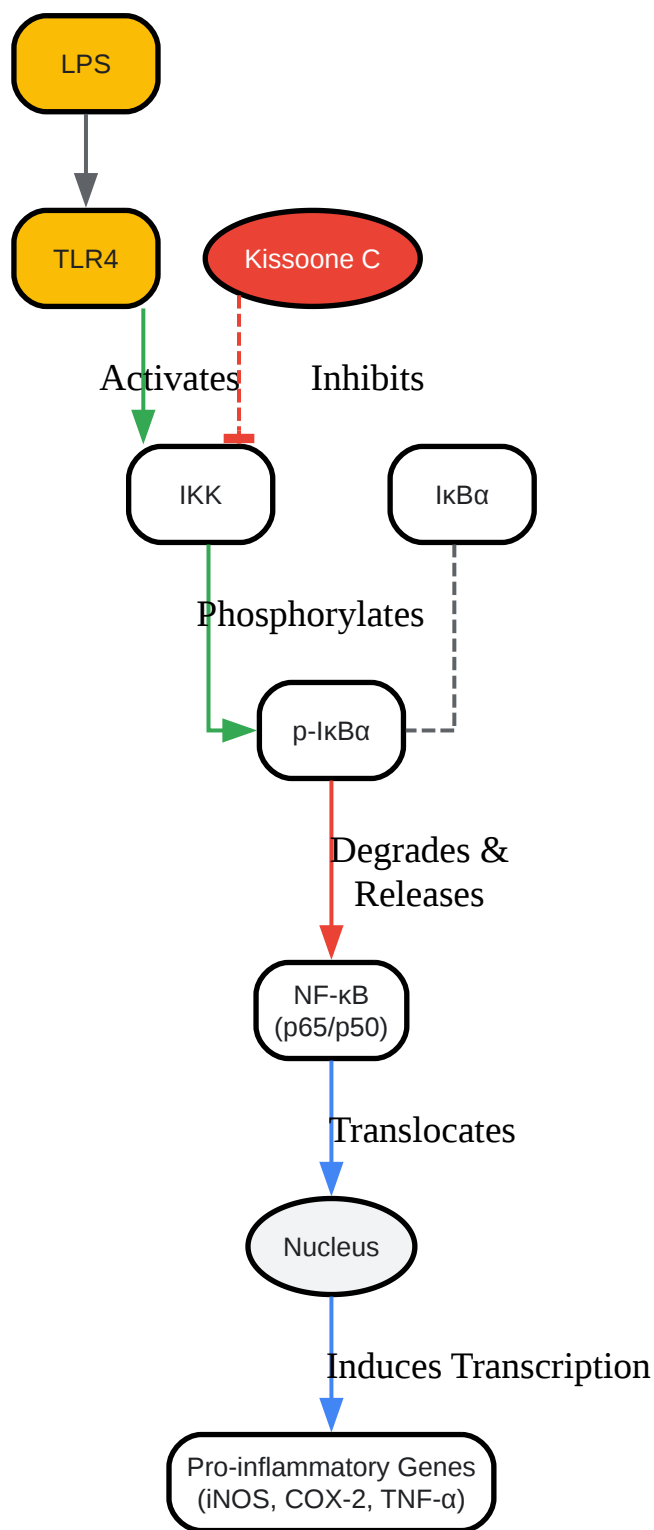 LPS
TLR4
Kissoone C
Activates
Inhibits
IKK
IκBα
Phosphorylates
p-IκBα
Degrades &
Releases
NF-κB
(p65/p50)
Translocates
Nucleus
Induces Transcription
Pro-inflammatory Genes
(iNOS, COX-2, TNF-α)